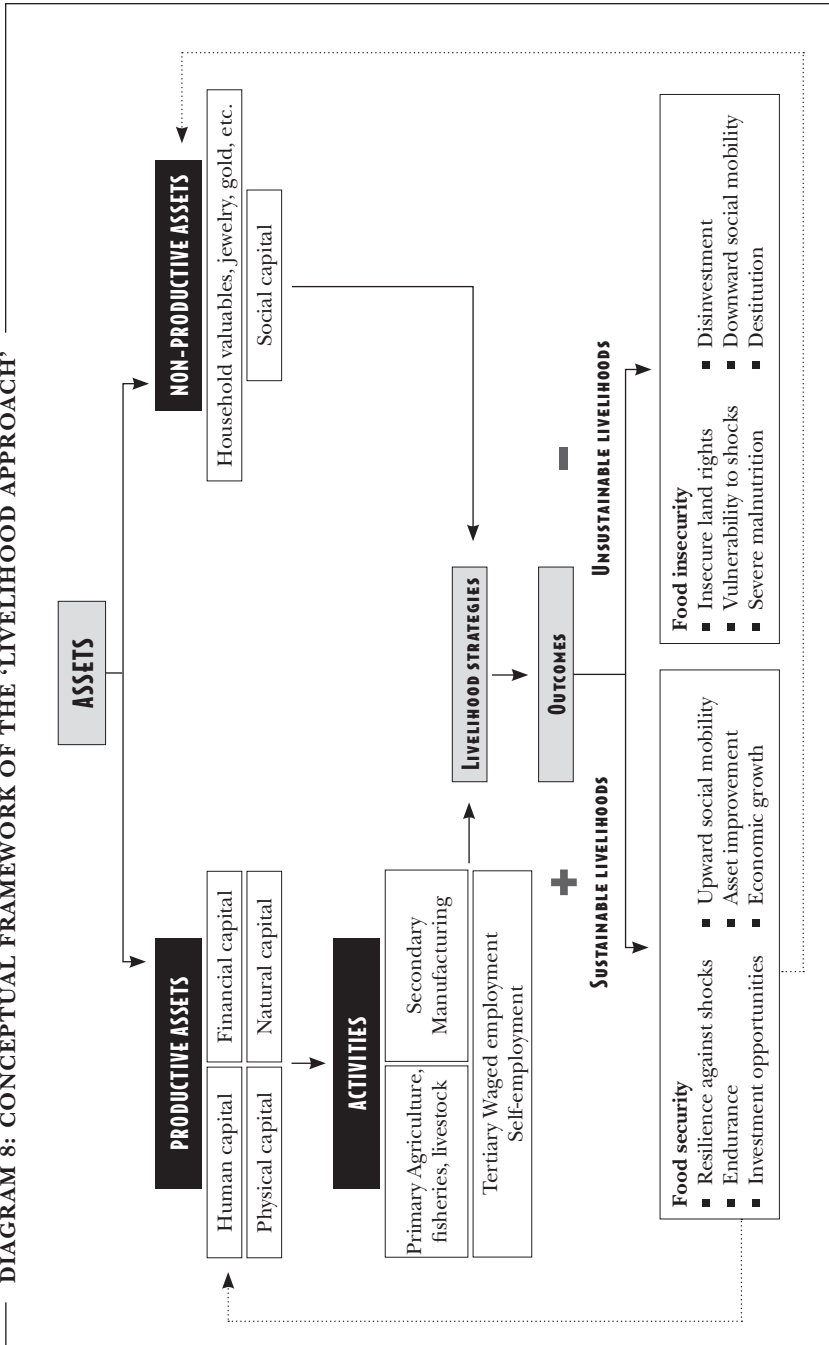 DIAGRAM 8: CONCEPTUAL FRAMEWORK OF THE ‘LIVELIHOOD APPROACH’
ASSETS
PRODUCTIVE ASSETS
Human capital
Financial capital
Physical capital
Natural capital
NON-PRODUCTIVE ASSETS
Household valuables, jewelry, gold, etc.
Social capital
ACTIVITIES
Primary Agriculture,
fisheries, livestock
Secondary
Manufacturing
Tertiary Waged employment
Self-employment
LIVELIHOOD STRATEGIES
OUTCOMES
+
SUSTAINABLE LIVELIHOODS
–
UNSUSTAINABLE LIVELIHOODS
Food security
▪ Resilience against shocks
▪ Endurance
▪ Investment opportunities
▪ Upward social mobility
▪ Asset improvement
▪ Economic growth
Food insecurity
▪ Insecure land rights
▪ Vulnerability to shocks
▪ Severe malnutrition
▪ Disinvestment
▪ Downward social mobility
▪ Destitution